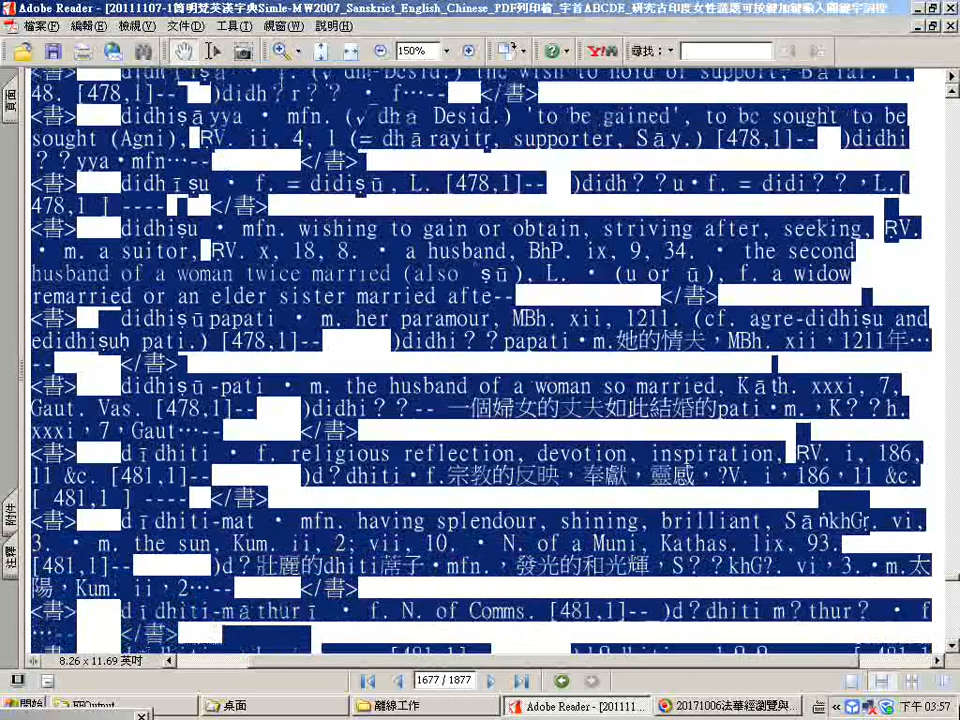 Adobe Reader - [20111107-1簡明梵英漢字典Simle-MW2007_Sanskrict_English_Chinese_PDF列印檔_字首ABCDE_研究古印度女性議題可按鍵加鍵輸入關鍵字詞搜
檔案(F) 編輯(E) 檢視(V) 文件(D) 工具(T) 視窗(W) 說明(H)
150% Y! 尋找：
頁面
附件
注釋
48. [478,1]-- )didh？r？？ • f…-- </書>
<書> didhiṣāyya • mfn. (√dhā Desid.) 'to be gained', to be sought to be
sought (Agni), RV. ii, 4, 1 (= dhārayitṛ, supporter, Sāy.) [478,1]-- )didhi
？？yya•mfn…-- </書>
<書> didhīṣu • f. = didiṣū, L. [478,1]-- )didh？？u•f. = didi？？，L.[
478,1 ] ---- </書>
<書> didhiṣu • mfn. wishing to gain or obtain, striving after, seeking, RV.
• m. a suitor, RV. x, 18, 8. • a husband, BhP. ix, 9, 34. • the second
husband of a woman twice married (also °ṣū), L. • (u or ū), f. a widow
remarried or an elder sister married afte-- </書>
<書> didhiṣūpapati • m. her paramour, MBh. xii, 1211. (cf. agre-didhiṣu and
edidhiṣuḥ pati.) [478,1]-- )didhi？？papati•m.她的情夫，MBh. xii，1211年…
-- </書>
<書> didhiṣū-pati • m. the husband of a woman so married, Kāṭh. xxxi, 7,
Gaut. Vas. [478,1]-- )didhi？？-- 一個婦女的丈夫如此結婚的pati•m.，K？？h.
xxxi，7，Gaut…-- </書>
<書> dīdhiti • f. religious reflection, devotion, inspiration, RV. i, 186,
11 &c. [481,1]-- )d？dhiti•f.宗教的反映，奉獻，靈感，?V. i，186，11 &c.
[ 481,1 ] ---- </書>
<書> dīdhiti-mat • mfn. having splendour, shining, brilliant, SāṅkhGṛ. vi,
3. • m. the sun, Kum. ii, 2; vii, 10. • N. of a Muni, Kathas. lix, 93.
[481,1]-- )d？壯麗的dhiti蓆子•mfn.，發光的和光輝，S？？khG?. vi，3.•m.太
陽，Kum. ii，2…-- </書>
<書> dīdhiti-māthurī • f. N. of Comms. [481,1]-- )d？dhiti m？thur？ • f
…-- </書>
8.26 x 11.69 英吋
1677 / 1877
開始 FFOutput 桌面 離線工作 Adobe Reader - [201111... 20171006法華經瀏覽與... 下午 03:57